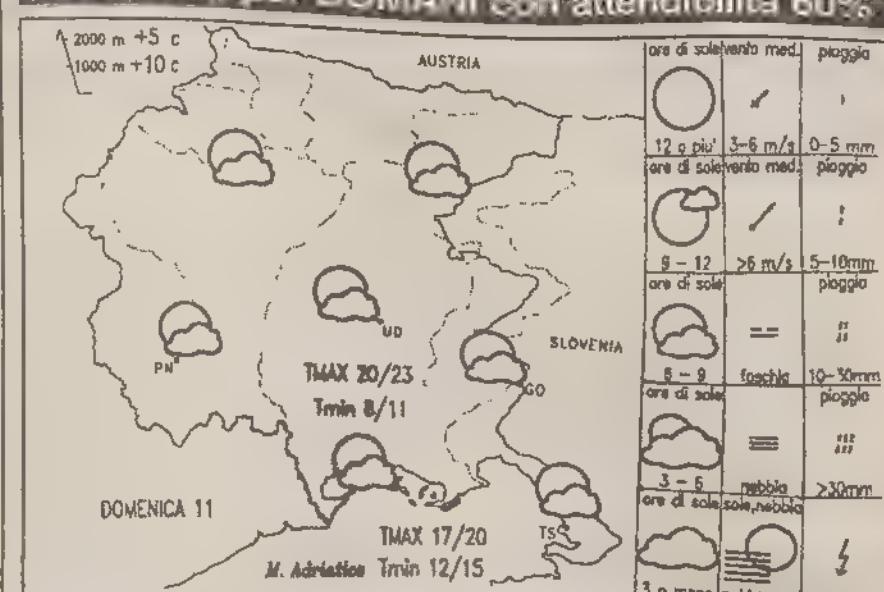 per DOMANI con attendibilità 60%
2000 m +5 c
1000 m +10 c
AUSTRIA
SLOVENIA
PN
UD
GO
TS
TMAX 20/23
Tmin 8/11
DOMENICA 11
TMAX 17/20
M. Adriatico Tmin 12/15
ore di sole vento med. pioggia
12 o piu' 3-6 m/s 0-5 mm
ore di sole vento med. pioggia
9 - 12 >6 m/s 5-10mm
ore di sole pioggia
6 - 9 foschia 10-30mm
ore di sole pioggia
3 - 6 nebbia >30mm
ore di sole sole,nebbia
3 o meno